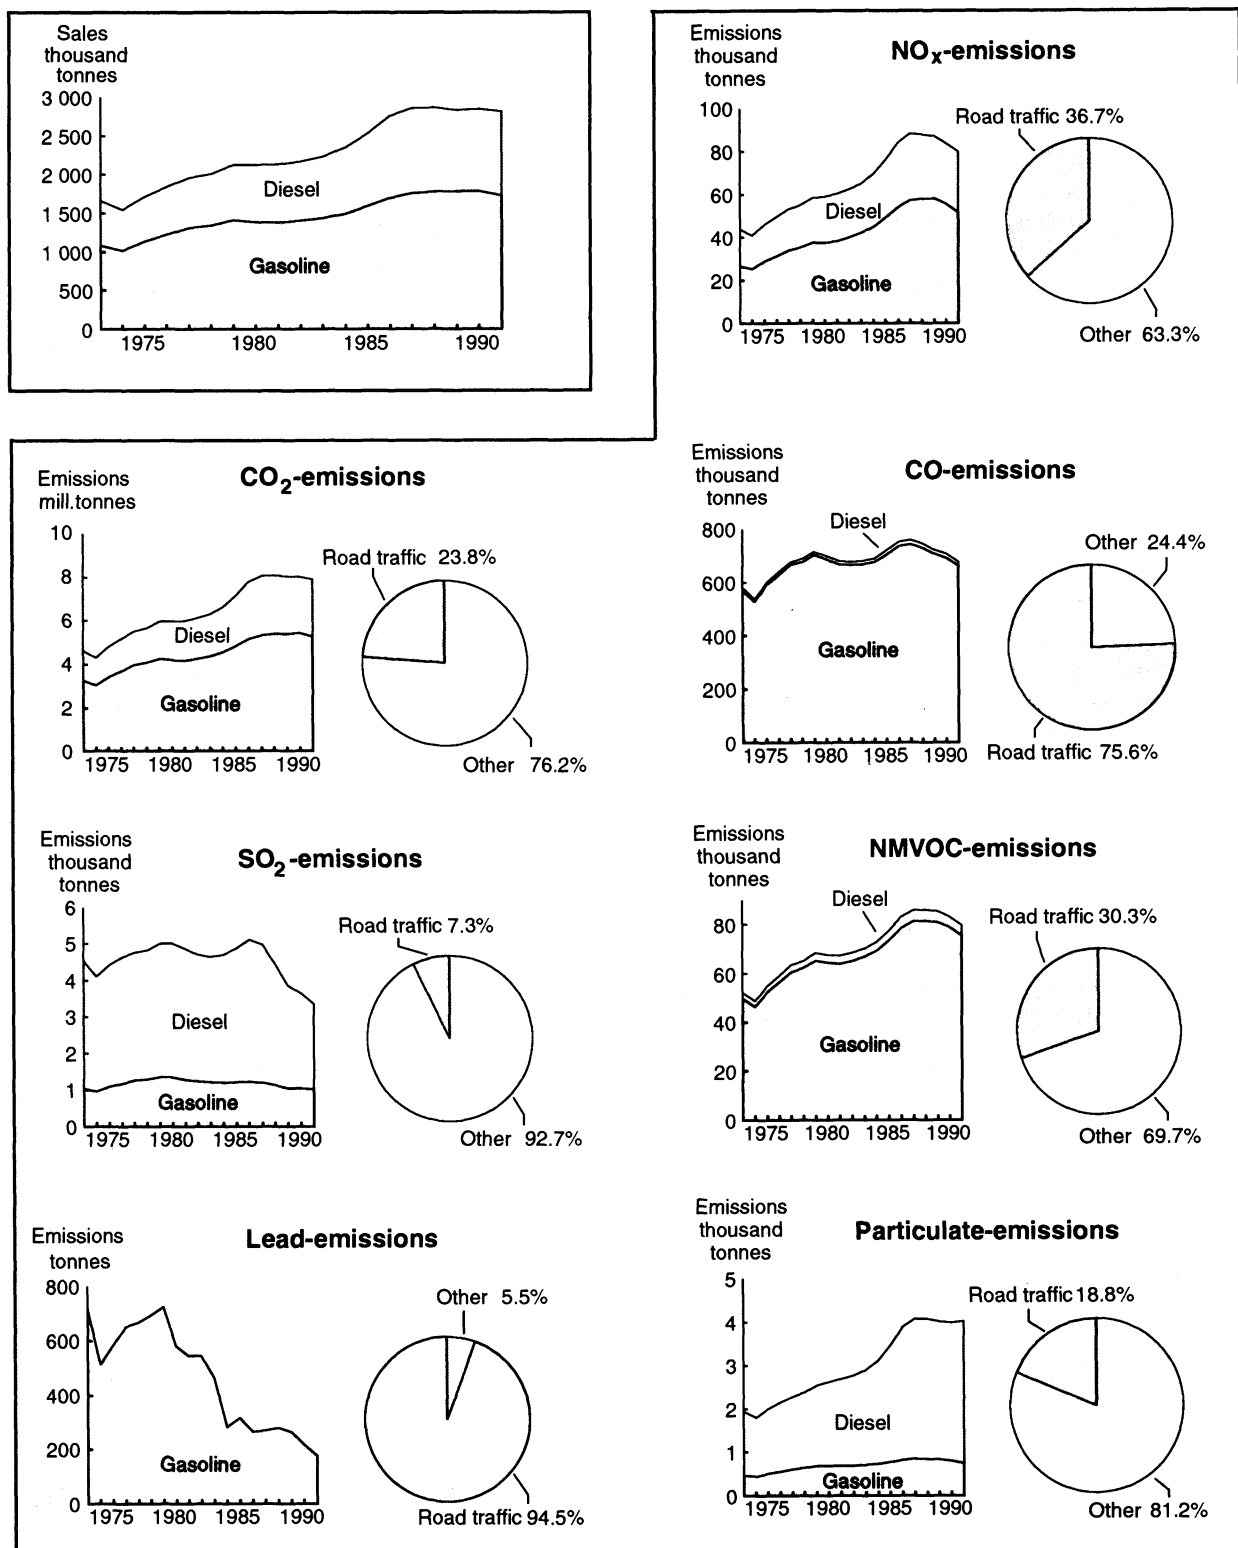 Sales
thousand
tonnes
3 000
2 500
2 000
1 500
1 000
500
0
Diesel
Gasoline
1975 1980 1985 1990
Emissions
thousand
tonnes
NOx-emissions
100
80
60
40
20
0
Diesel
Gasoline
1975 1980 1985 1990
Road traffic 36.7%
Other 63.3%
Emissions
mill.tonnes
CO2-emissions
10
8
6
4
2
0
Diesel
Gasoline
1975 1980 1985 1990
Road traffic 23.8%
Other 76.2%
Emissions
thousand
tonnes
CO-emissions
800
600
400
200
0
Diesel
Gasoline
1975 1980 1985 1990
Other 24.4%
Road traffic 75.6%
Emissions
thousand
tonnes
SO2-emissions
6
5
4
3
2
1
0
Diesel
Gasoline
1975 1980 1985 1990
Road traffic 7.3%
Other 92.7%
Emissions
thousand
tonnes
NMVOC-emissions
80
60
40
20
0
Diesel
Gasoline
1975 1980 1985 1990
Road traffic 30.3%
Other 69.7%
Emissions
tonnes
Lead-emissions
800
600
400
200
0
Gasoline
1975 1980 1985 1990
Other 5.5%
Road traffic 94.5%
Emissions
thousand
tonnes
Particulate-emissions
5
4
3
2
1
0
Diesel
Gasoline
1975 1980 1985 1990
Road traffic 18.8%
Other 81.2%